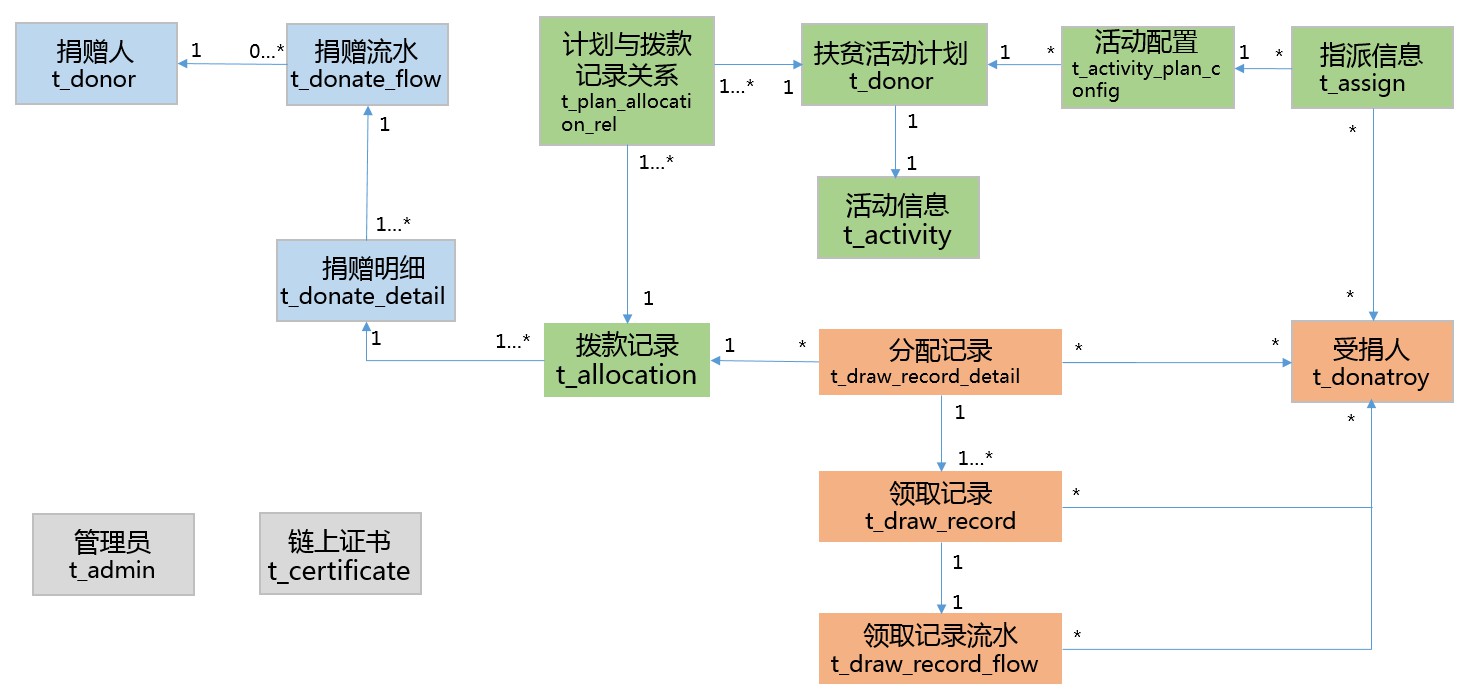 捐赠人
t_donor
1
0...*
捐赠流水
t_donate_flow
1
1...*
捐赠明细
t_donate_detail
1
1...*
计划与拨款
记录关系
t_plan_allocati
on_rel
1...*
1
1...*
1
扶贫活动计划
t_donor
1
*
1
1
活动信息
t_activity
活动配置
t_activity_plan_c
onfig
1
*
指派信息
t_assign
*
*
拨款记录
t_allocation
1
*
分配记录
t_draw_record_detail
*
*
受捐人
t_donatroy
*
1
1...*
领取记录
t_draw_record
*
1
1
领取记录流水
t_draw_record_flow
*
管理员
t_admin
链上证书
t_certificate